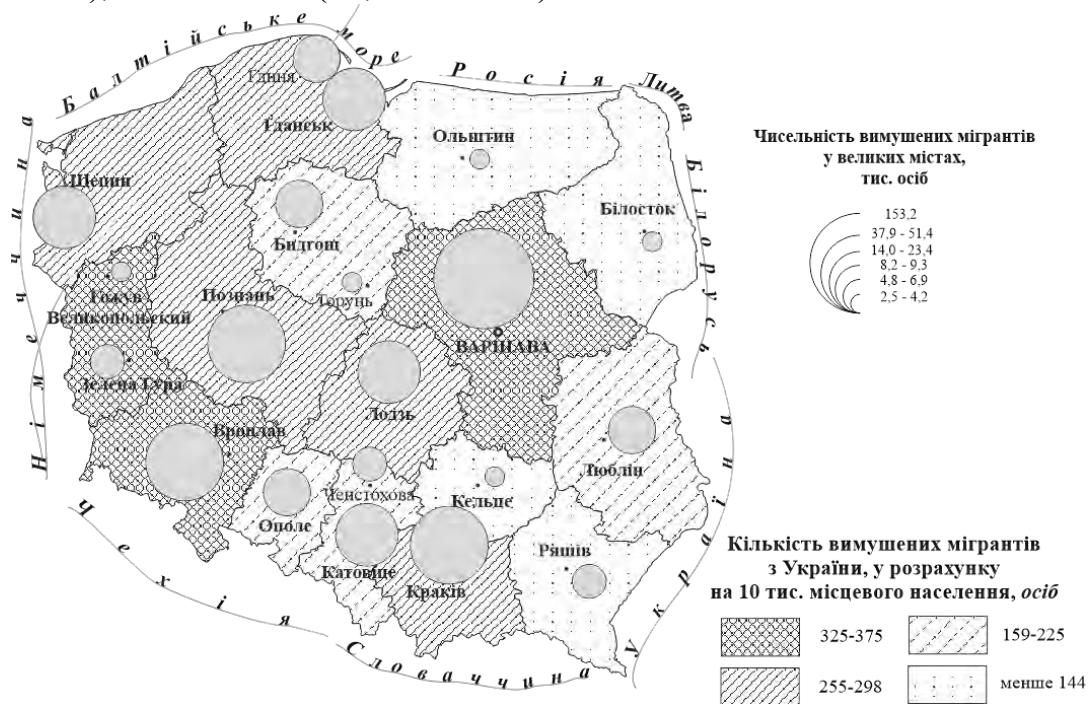 Балтійське море
Росія
Литва
Білорусь
Україна
Словаччина
Чехія
Німеччина
Гдиня
Гданськ
Ольштин
Щецин
Білосток
Бидгощ
Торунь
Гожув
Великопольский
Познань
ВАРШАВА
Зелена Гура
Лодзь
Вроцлав
Люблін
Ченстохова
Кельце
Ополе
Катовіце
Краків
Ряшів
Чисельність вимушених мігрантів
у великих містах,
тис. осіб
153,2
37,9 - 51,4
14,0 - 23,4
8,2 - 9,3
4,8 - 6,9
2,5 - 4,2
Кількість вимушених мігрантів
з України, у розрахунку
на 10 тис. місцевого населення, осіб
325-375
159-225
255-298
менше 144